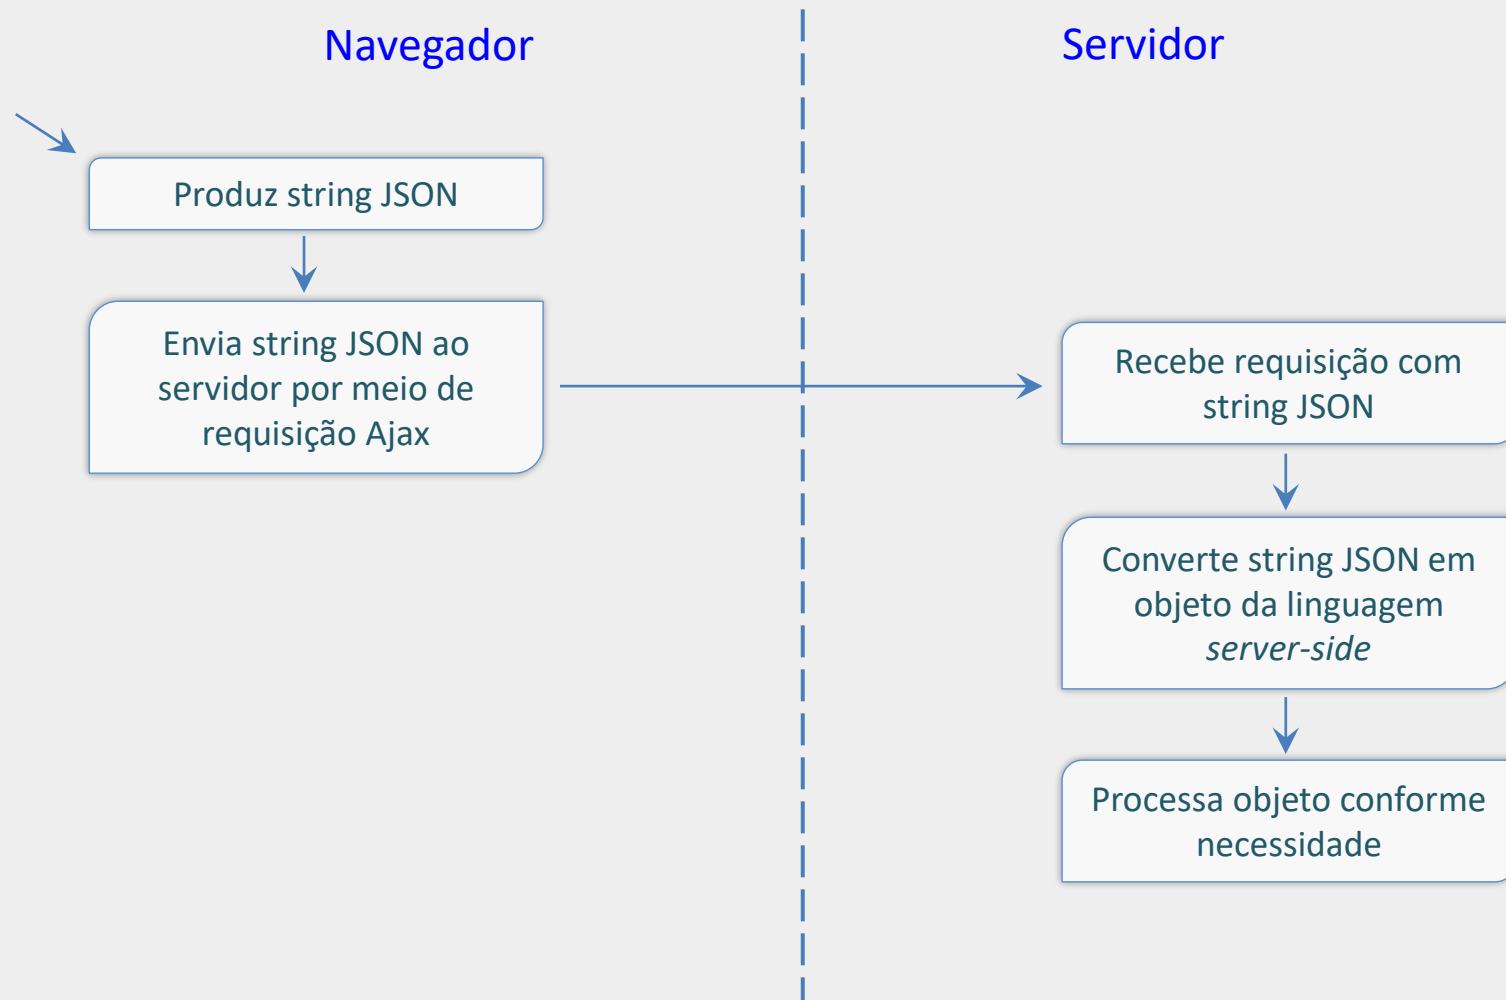 Navegador
Servidor
Produz string JSON
Envia string JSON ao
servidor por meio de
requisição Ajax
Recebe requisição com
string JSON
Converte string JSON em
objeto da linguagem
server-side
Processa objeto conforme
necessidade